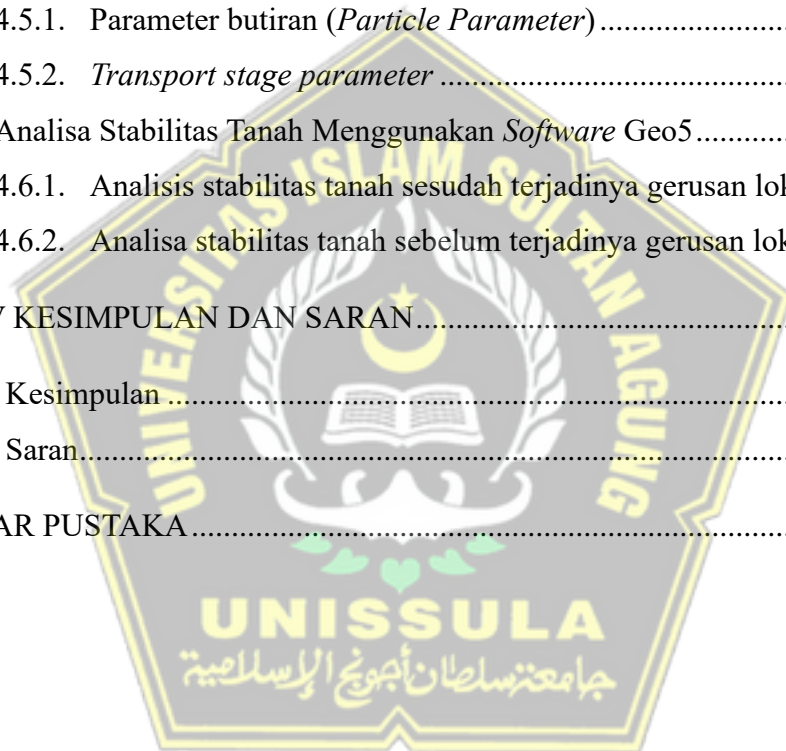 4.5.1. Parameter butiran (Particle Parameter)
4.5.2. Transport stage parameter
Analisa Stabilitas Tanah Menggunakan Software Geo5
4.6.1. Analisis stabilitas tanah sesudah terjadinya gerusan lok
4.6.2. Analisa stabilitas tanah sebelum terjadinya gerusan lok
KESIMPULAN DAN SARAN
Kesimpulan
Saran
AR PUSTAKA
UNIVERSITAS ISLAM SULTAN AGUNG
UNISSULA
جامعتنسلطان أجونج الإسلامية